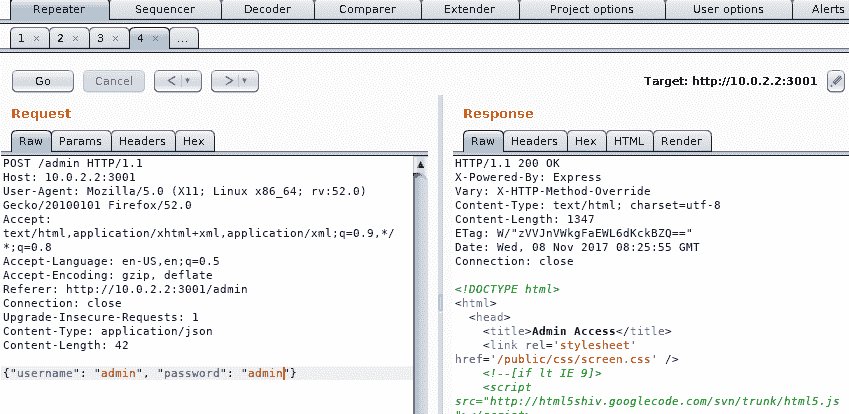 Repeater Sequencer Decoder Comparer Extender Project options User options Alerts
1 × 2 × 3 × 4 × ...
Go Cancel < > Target: http://10.0.2.2:3001
Request
Raw Params Headers Hex
POST /admin HTTP/1.1
Host: 10.0.2.2:3001
User-Agent: Mozilla/5.0 (X11; Linux x86_64; rv:52.0)
Gecko/20100101 Firefox/52.0
Accept:
text/html,application/xhtml+xml,application/xml;q=0.9,*/
*;q=0.8
Accept-Language: en-US,en;q=0.5
Accept-Encoding: gzip, deflate
Referer: http://10.0.2.2:3001/admin
Connection: close
Upgrade-Insecure-Requests: 1
Content-Type: application/json
Content-Length: 42
{"username": "admin", "password": "admin"}
Response
Raw Headers Hex HTML Render
HTTP/1.1 200 OK
X-Powered-By: Express
Vary: X-HTTP-Method-Override
Content-Type: text/html; charset=utf-8
Content-Length: 1347
ETag: W/"zVVJnVWkgFaEWL6dKckBZQ=="
Date: Wed, 08 Nov 2017 08:25:55 GMT
Connection: close
<!DOCTYPE html>
<html>
<head>
<title>Admin Access</title>
<link rel='stylesheet'
href='/public/css/screen.css' />
<!--[if lt IE 9]>
<script
src="http://html5shiv.googlecode.com/svn/trunk/html5.js
"></script>